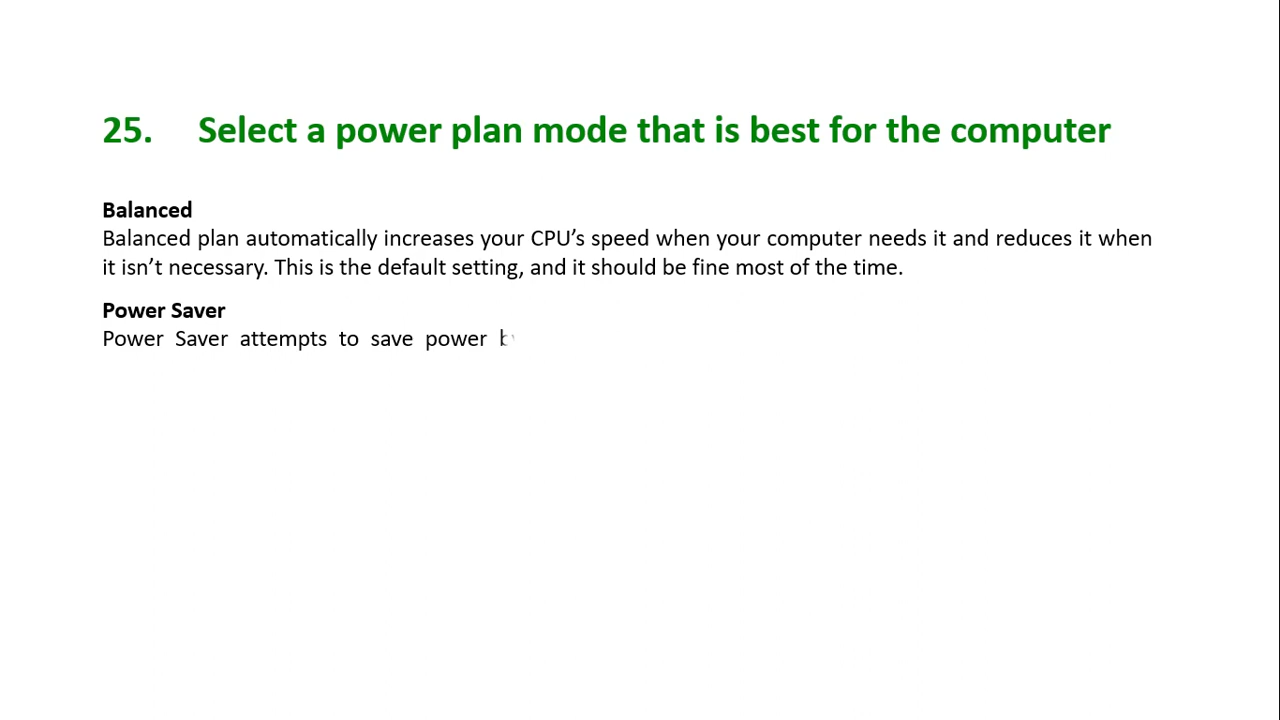 25. Select a power plan mode that is best for the computer
Balanced
Balanced plan automatically increases your CPU’s speed when your computer needs it and reduces it when
it isn’t necessary. This is the default setting, and it should be fine most of the time.
Power Saver
Power Saver attempts to save power